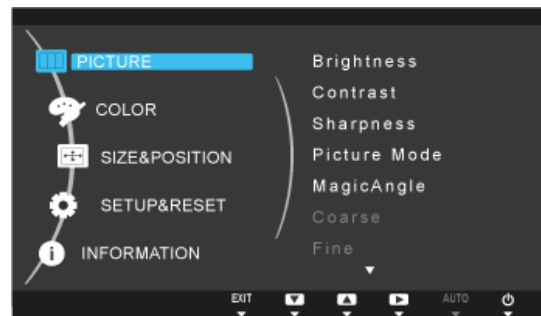 PICTURE
COLOR
SIZE&POSITION
SETUP&RESET
INFORMATION
Brightness
Contrast
Sharpness
Picture Mode
MagicAngle
Coarse
Fine
EXIT
AUTO